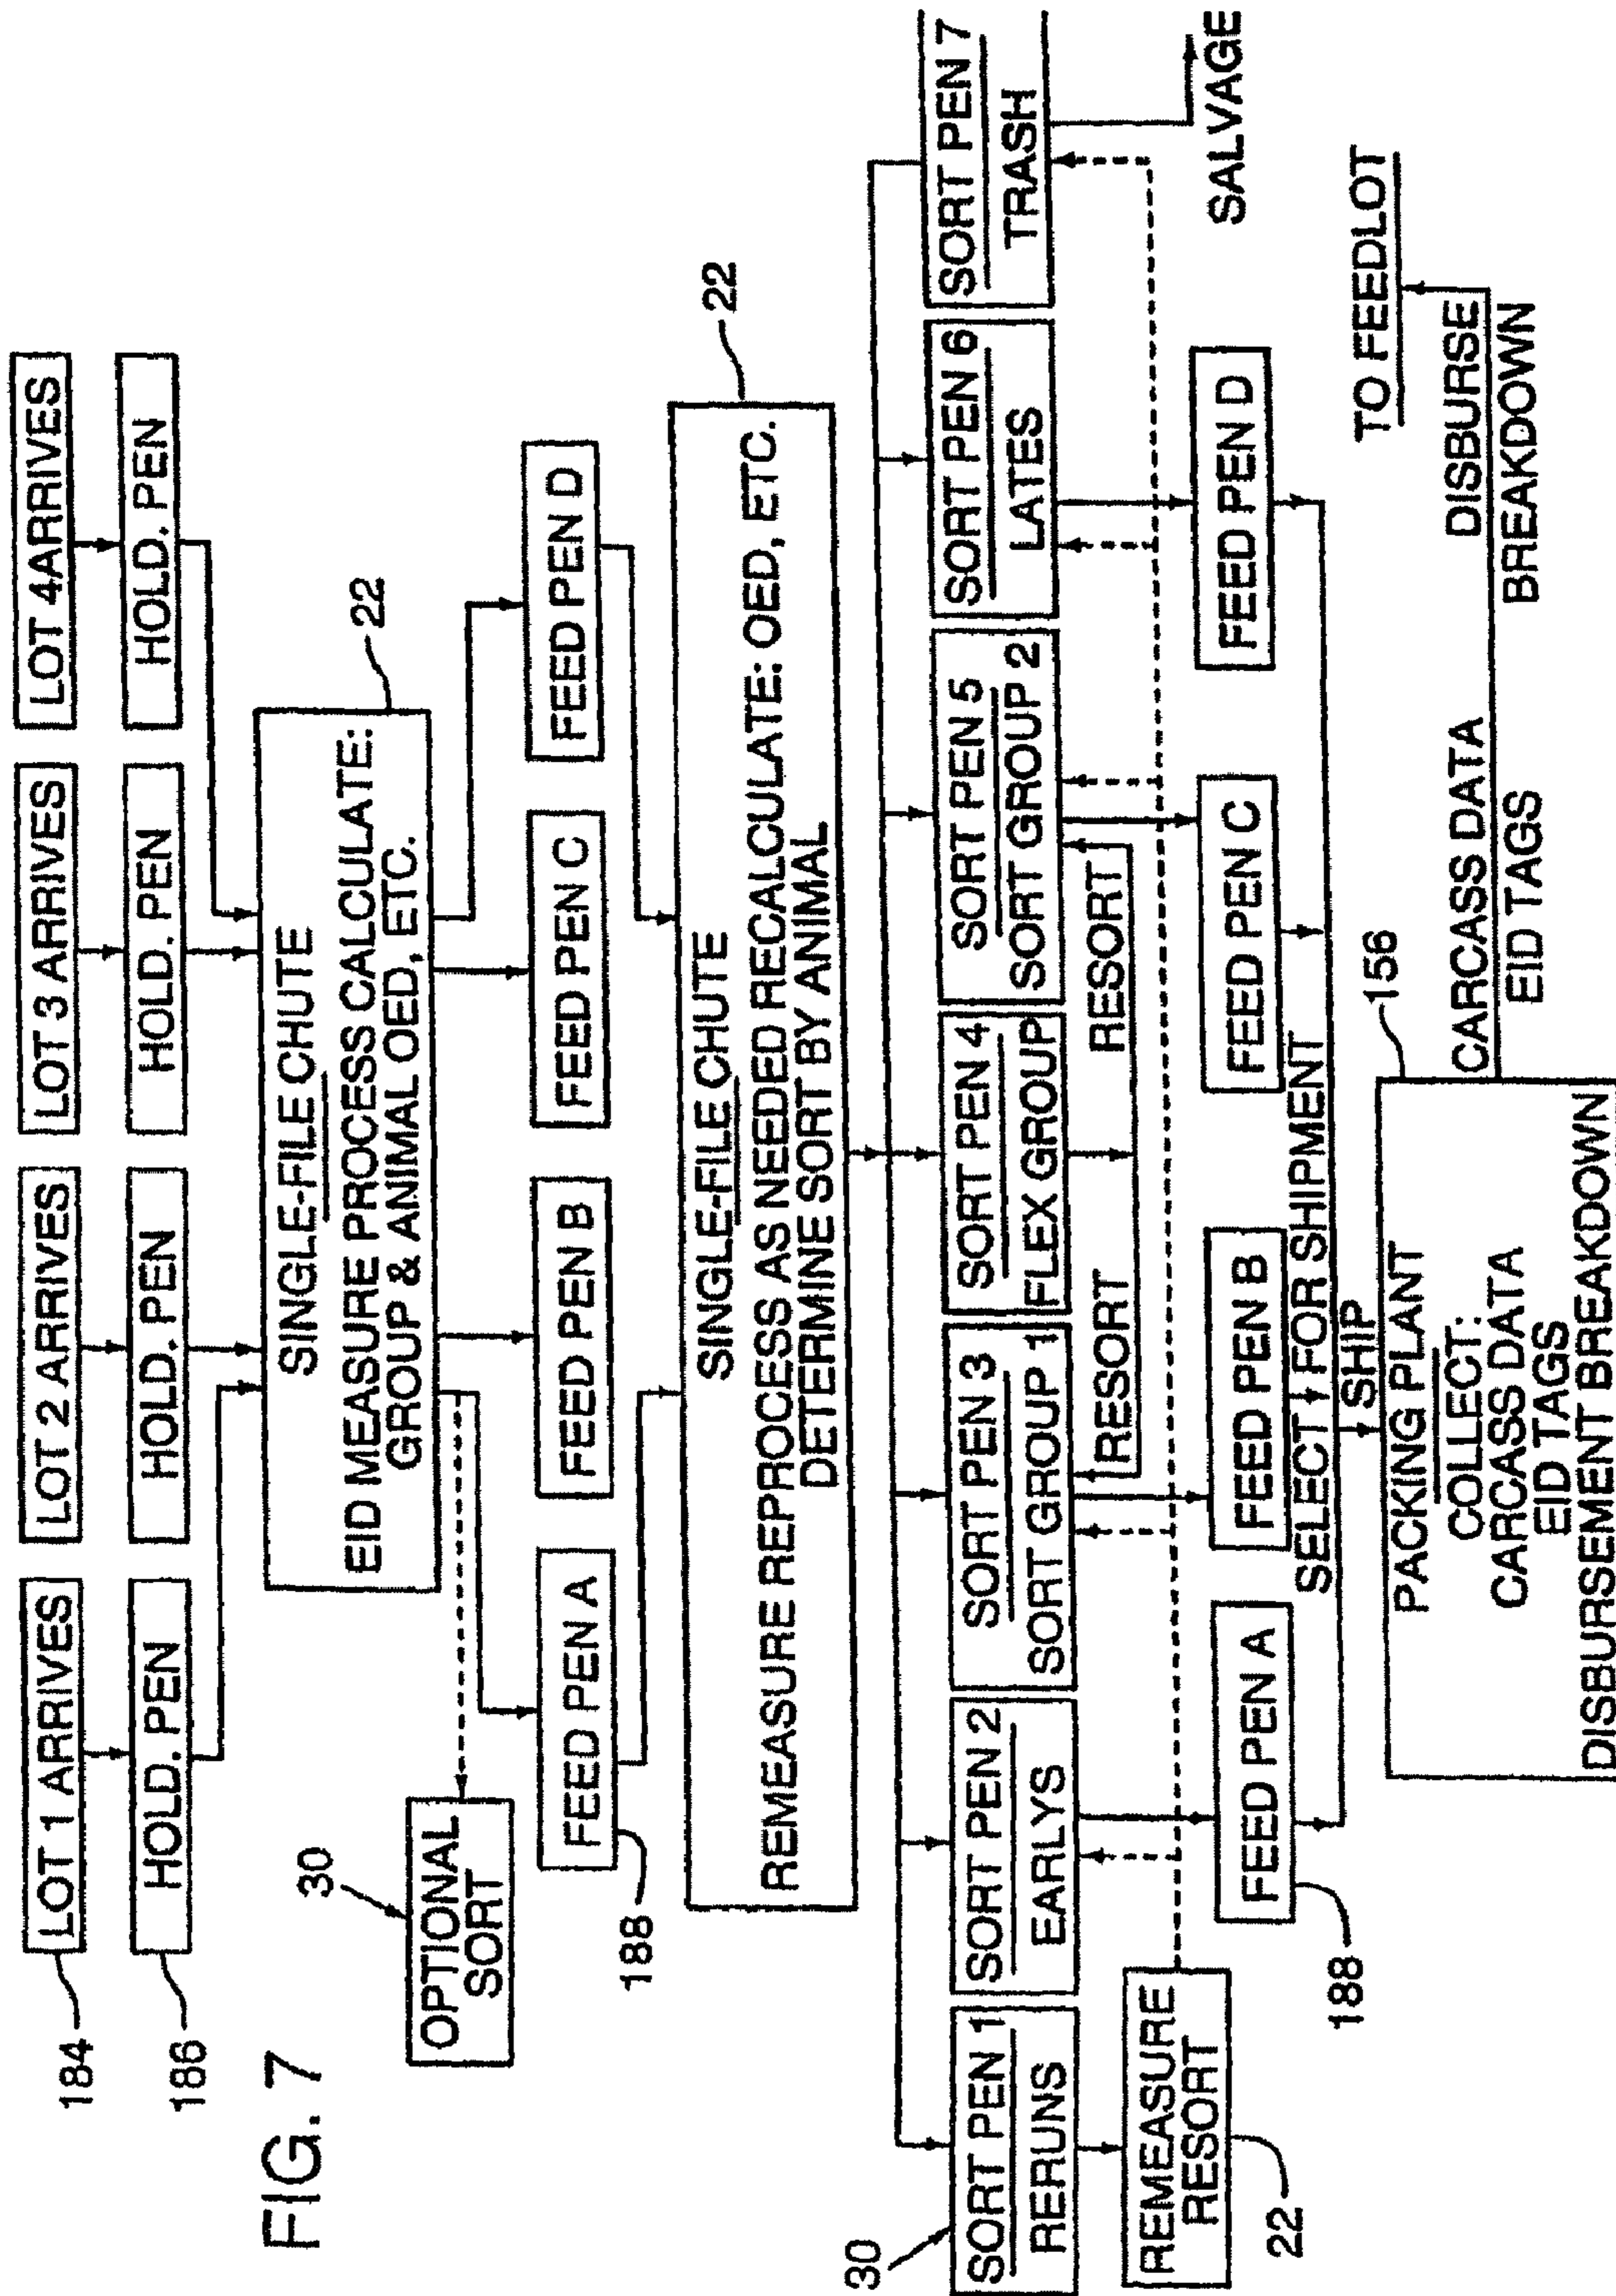 FIG. 7
184
LOT 1 ARRIVES
LOT 2 ARRIVES
LOT 3 ARRIVES
LOT 4ARRIVES
186
HOLD. PEN
HOLD. PEN
HOLD. PEN
HOLD. PEN
SINGLE-FILE CHUTE
EID MEASURE PROCESS CALCULATE:
GROUP & ANIMAL OED, ETC.
22
30
OPTIONAL
SORT
188
FEED PEN A
FEED PEN B
FEED PEN C
FEED PEN D
SINGLE-FILE CHUTE
REMEASURE REPROCESS AS NEEDED RECALCULATE: OED, ETC.
DETERMINE SORT BY ANIMAL
22
30
SORT PEN 1
RERUNS
SORT PEN 2
EARLYS
SORT PEN 3
SORT GROUP 1
SORT PEN 4
FLEX GROUP
SORT PEN 5
SORT GROUP 2
SORT PEN 6
LATES
SORT PEN 7
TRASH
RESORT
RESORT
REMEASURE
RESORT
22
SALVAGE
188
FEED PEN A
FEED PEN B
FEED PEN C
FEED PEN D
SELECT FOR SHIPMENT
SHIP
156
PACKING PLANT
COLLECT:
CARCASS DATA
EID TAGS
DISBURSEMENT BREAKDOWN
CARCASS DATA
EID TAGS
DISBURSE
BREAKDOWN
TO FEEDLOT